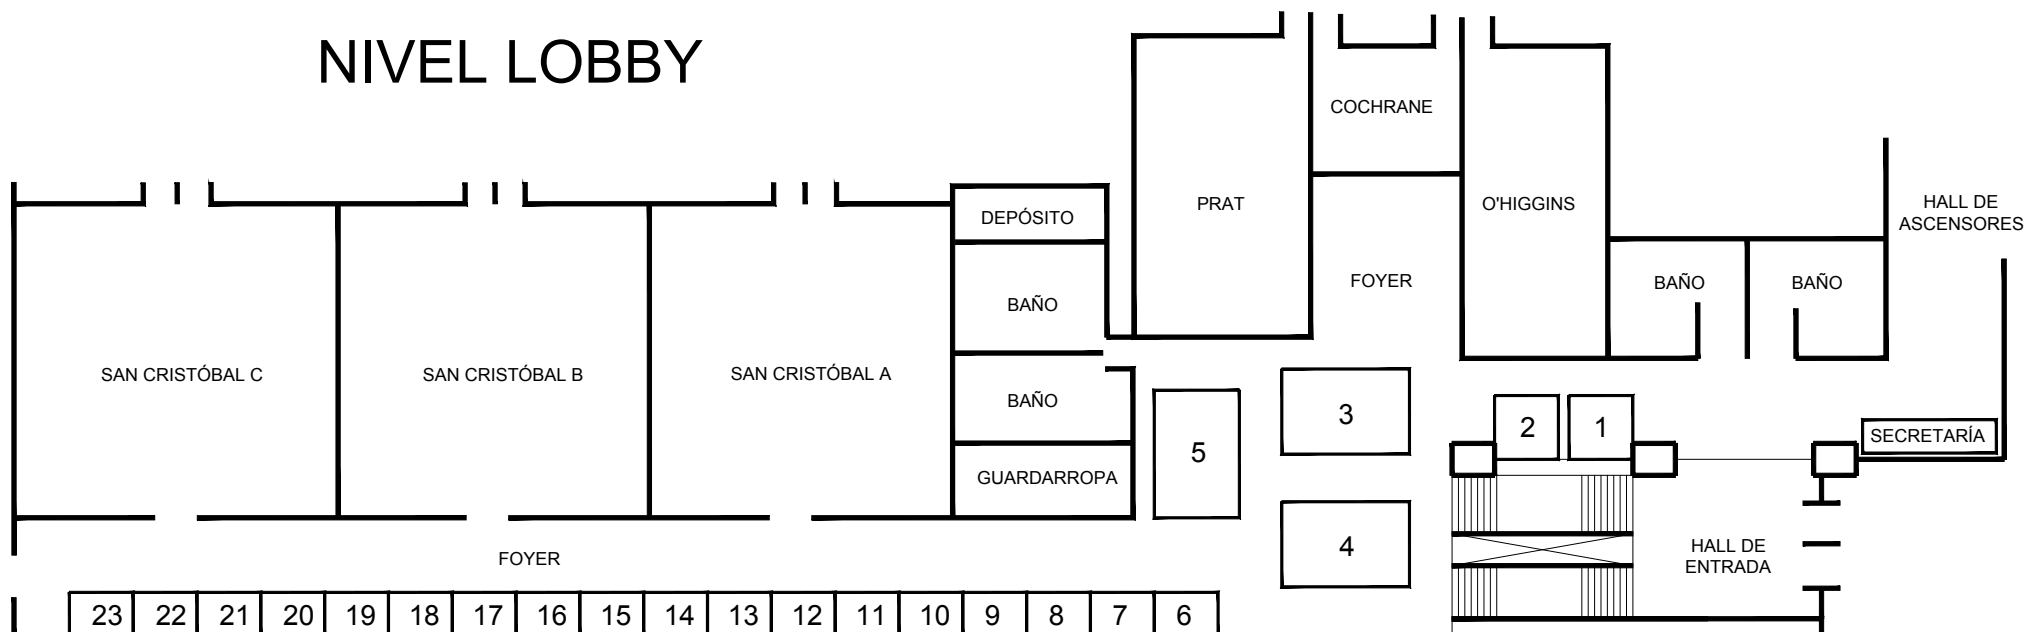 NIVEL LOBBY
COCHRANE
PRAT
O'HIGGINS
HALL DE
ASCENSORES
DEPÓSITO
FOYER
BAÑO
BAÑO
BAÑO
SAN CRISTÓBAL C
SAN CRISTÓBAL B
SAN CRISTÓBAL A
BAÑO
GUARDARROPA
5
3
2
1
SECRETARÍA
4
HALL DE
ENTRADA
FOYER
23 22 21 20 19 18 17 16 15 14 13 12 11 10 9 8 7 6